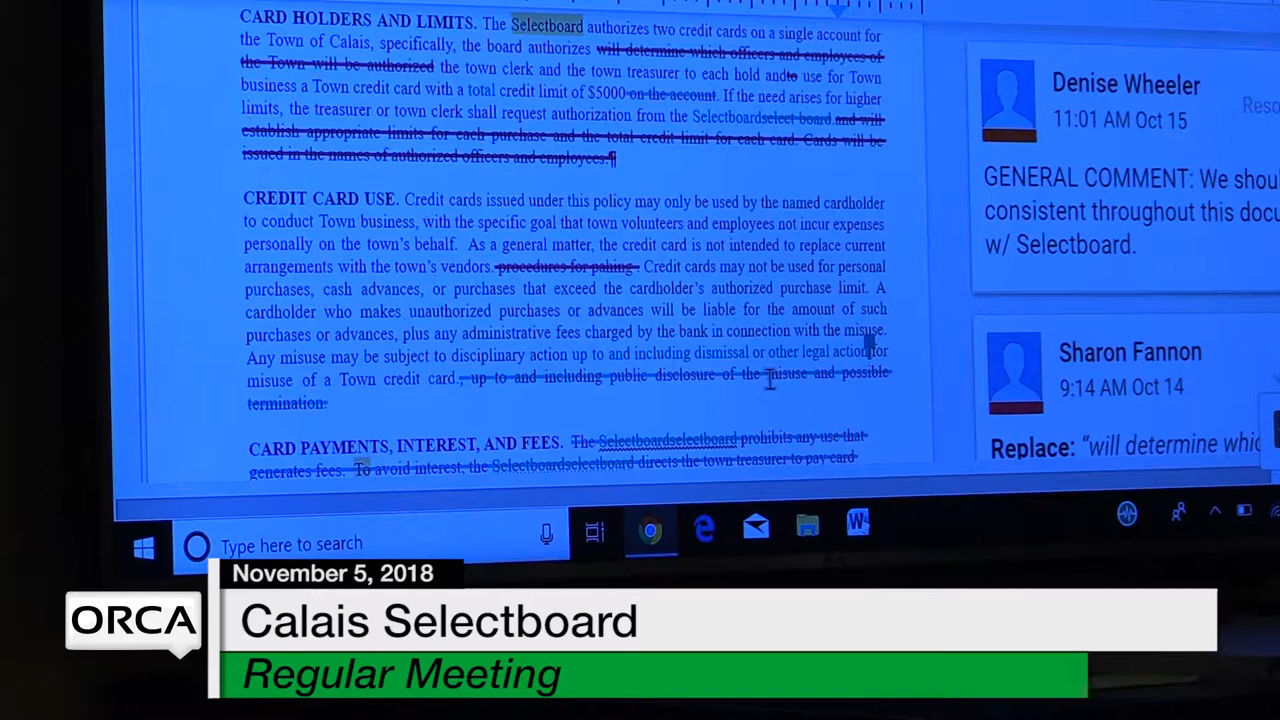 CARD HOLDERS AND LIMITS. The Selectboard authorizes two credit cards on a single account for
the Town of Calais, specifically, the board authorizes will determine which officers and employees of
the Town will be authorized the town clerk and the town treasurer to each hold andto use for Town
business a Town credit card with a total credit limit of $5000 on the account. If the need arises for higher
limits, the treasurer or town clerk shall request authorization from the Selectboardselect board.and will
establish appropriate limits for each purchase and the total credit limit for each card. Cards will be
issued in the names of authorized officers and employees.¶
CREDIT CARD USE. Credit cards issued under this policy may only be used by the named cardholder
to conduct Town business, with the specific goal that town volunteers and employees not incur expenses
personally on the town's behalf. As a general matter, the credit card is not intended to replace current
arrangements with the town's vendors. procedures for pahing Credit cards may not be used for personal
purchases, cash advances, or purchases that exceed the cardholder's authorized purchase limit. A
cardholder who makes unauthorized purchases or advances will be liable for the amount of such
purchases or advances, plus any administrative fees charged by the bank in connection with the misuse.
Any misuse may be subject to disciplinary action up to and including dismissal or other legal action for
misuse of a Town credit card., up to and including public disclosure of the misuse and possible
termination.
CARD PAYMENTS, INTEREST, AND FEES. The Selectboardselectboard prohibits any use that
generates fees. To avoid interest, the Selectboardselectboard directs the town treasurer to pay card
Denise Wheeler
11:01 AM Oct 15
Reso
GENERAL COMMENT: We shou
consistent throughout this docu
w/ Selectboard.
Sharon Fannon
9:14 AM Oct 14
Replace: "will determine whic
Type here to search
November 5, 2018
ORCA
Calais Selectboard
Regular Meeting